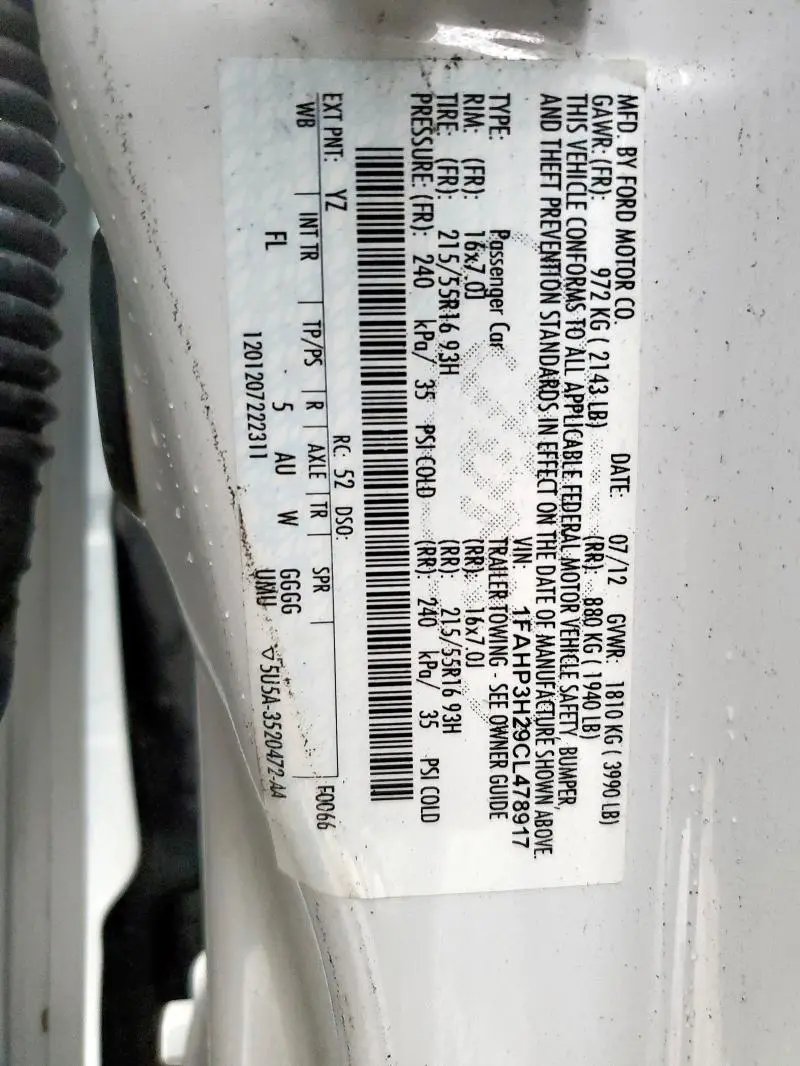 MFD. BY FORD MOTOR CO. DATE: 07/12 GVWR: 1810 KG ( 3990 LB)
GAWR: (FR): 972 KG ( 2143 LB) (RR): 880 KG ( 1940 LB)
THIS VEHICLE CONFORMS TO ALL APPLICABLE FEDERAL MOTOR VEHICLE SAFETY, BUMPER,
AND THEFT PREVENTION STANDARDS IN EFFECT ON THE DATE OF MANUFACTURE SHOWN ABOVE.
VIN: 1FAHP3H29CL478917
TYPE: Passenger Car TRAILER TOWING - SEE OWNER GUIDE
RIM: (FR): 16x7.0J (RR): 16x7.0J
TIRE: (FR): 215/55R16 93H (RR): 215/55R16 93H
PRESSURE: (FR): 240 kPa/ 35 PSI COLD (RR): 240 kPa/ 35 PSI COLD
EXT PNT: YZ RC: 52 DSO: F0066
WB | INT TR | TP/PS | R | AXLE | TR | SPR |
FL 5 AU W GGGG
UMU
1201207222311 ▽5U5A-3520472-AA